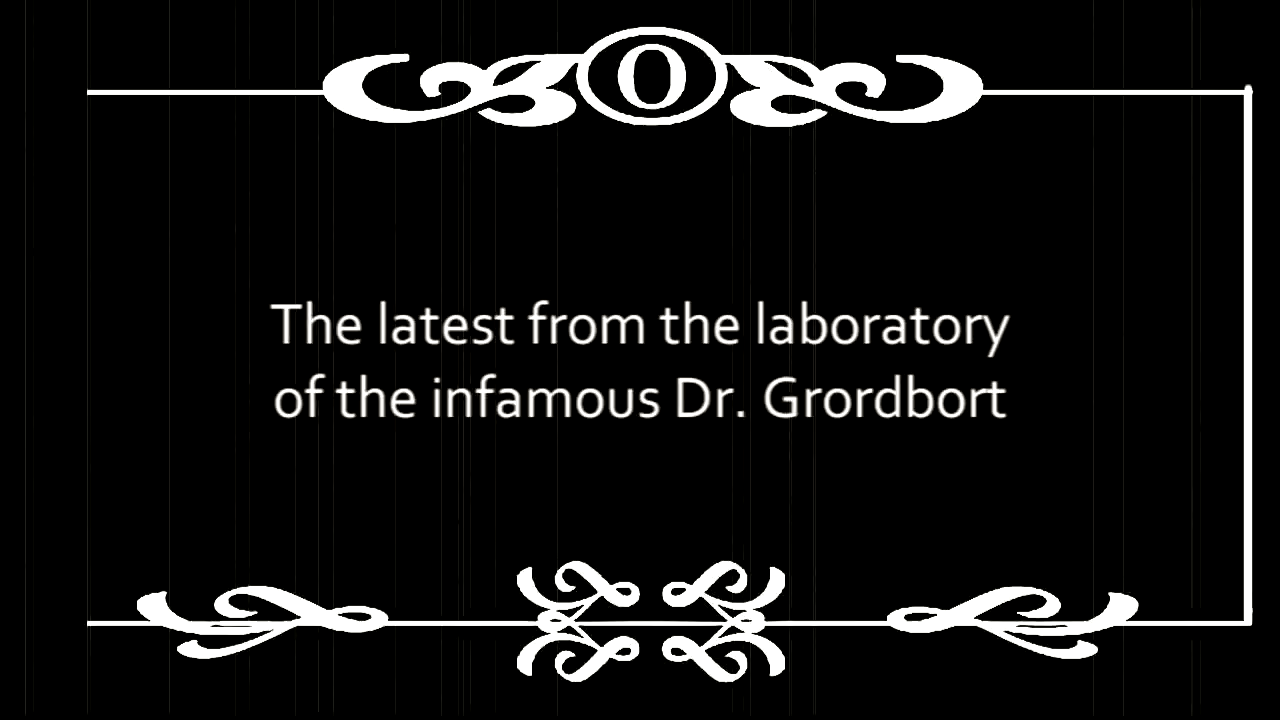 O
The latest from the laboratory
of the infamous Dr. Grordbort